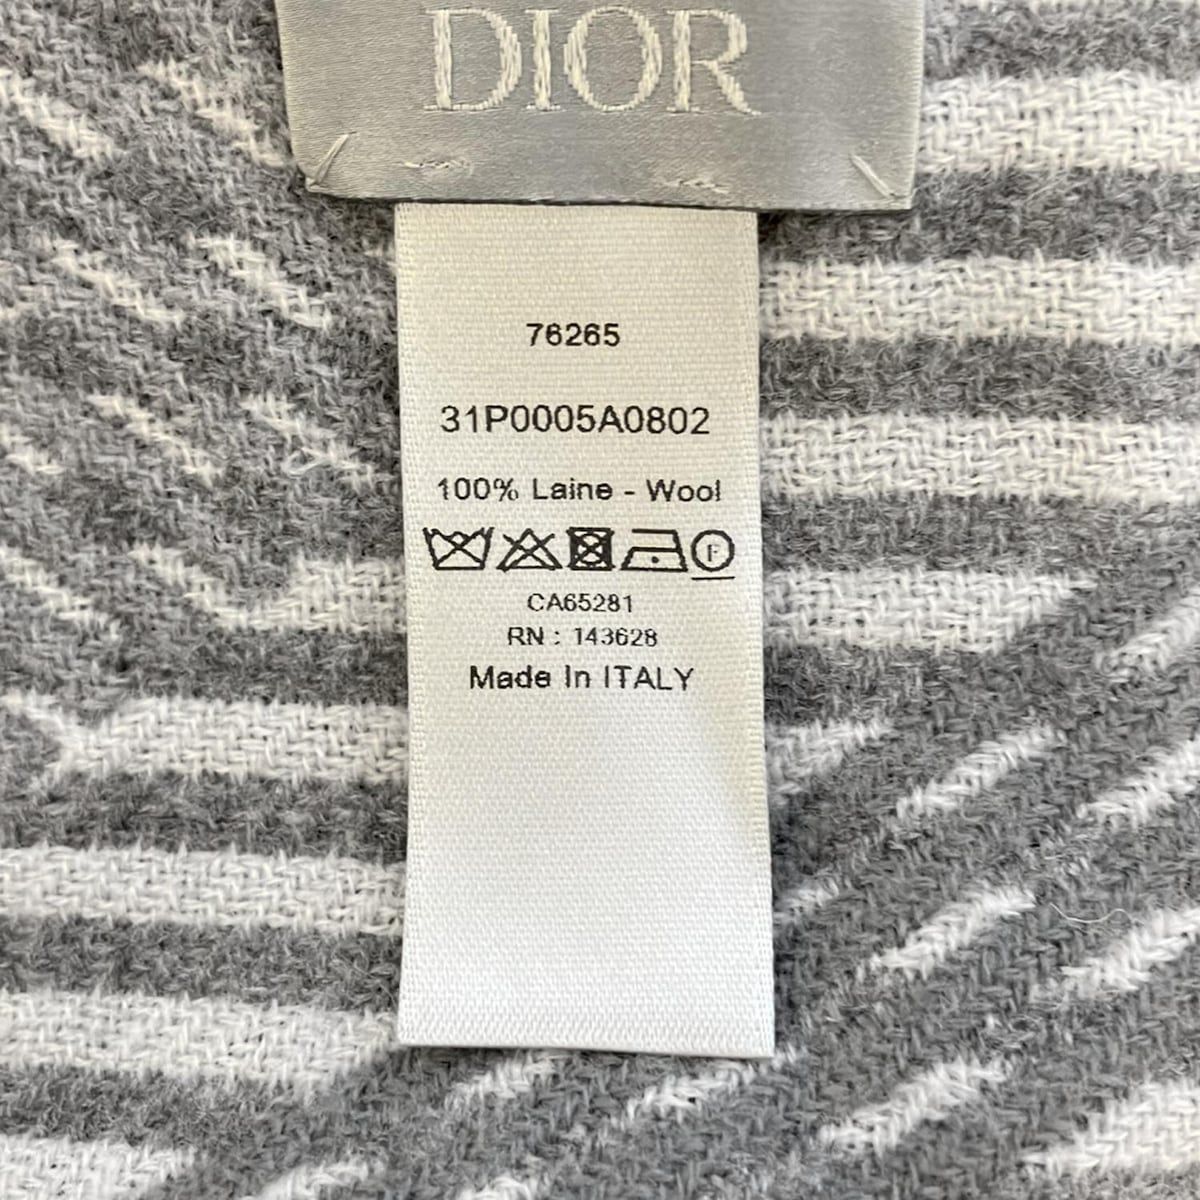 DIOR
76265
31P0005A0802
100% Laine - Wool
F
CA65281
RN : 143628
Made In ITALY